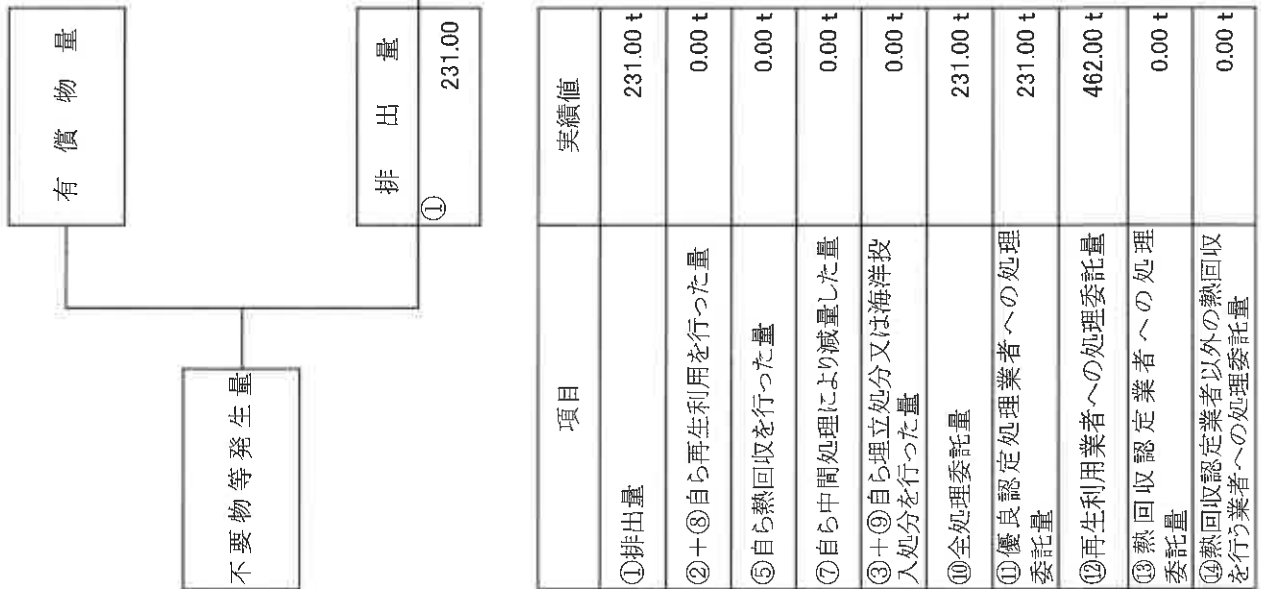 不要物等発生量
有償物量
排出量
①
231.00
項目 実績値
①排出量 231.00 t
②+⑧自ら再生利用を行った量 0.00 t
⑤自ら熱回収を行った量 0.00 t
⑦自ら中間処理により減量した量 0.00 t
③+⑨自ら埋立処分又は海洋投
入処分を行った量 0.00 t
⑩全処理委託量 231.00 t
⑪優良認定処理業者への処理
委託量 231.00 t
⑫再生利用業者への処理委託量 462.00 t
⑬熱回収認定業者への処理
委託量 0.00 t
⑭熱回収認定業者以外の熱回収
を行う業者への処理委託量 0.00 t